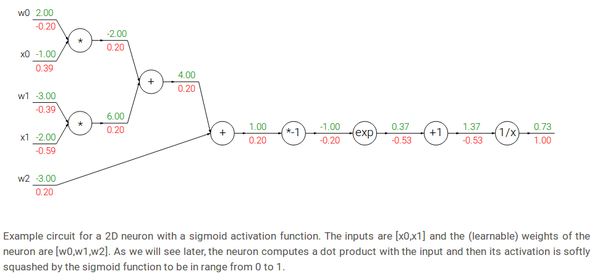 w0 2.00
-0.20
*
-2.00
0.20
x0 -1.00
0.39
+
4.00
0.20
w1 -3.00
-0.39
*
6.00
0.20
x1 -2.00
-0.59
+
1.00
0.20
*-1
-1.00
-0.20
exp
0.37
-0.53
+1
1.37
-0.53
1/x
0.73
1.00
w2 -3.00
0.20
Example circuit for a 2D neuron with a sigmoid activation function. The inputs are [x0,x1] and the (learnable) weights of the
neuron are [w0,w1,w2]. As we will see later, the neuron computes a dot product with the input and then its activation is softly
squashed by the sigmoid function to be in range from 0 to 1.